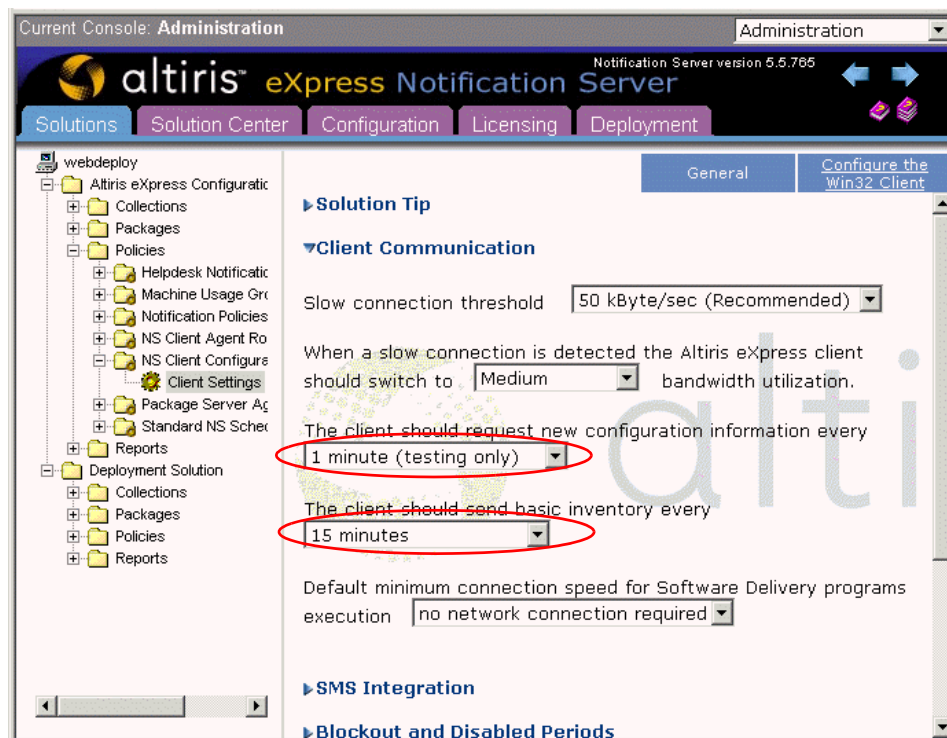 Current Console: Administration
Administration
altiris™ eXpress Notification Server
Notification Server version 5.5.765
Solutions
Solution Center
Configuration
Licensing
Deployment
webdeploy
Altiris eXpress Configuratic
Collections
Packages
Policies
Helpdesk Notificatic
Machine Usage Grc
Notification Policies
NS Client Agent Ro
NS Client Configura
Client Settings
Package Server Ag
Standard NS Sched
Reports
Deployment Solution
Collections
Packages
Policies
Reports
General
Configure the
Win32 Client
Solution Tip
Client Communication
Slow connection threshold 50 kByte/sec (Recommended)
When a slow connection is detected the Altiris eXpress client
should switch to Medium bandwidth utilization.
The client should request new configuration information every
1 minute (testing only)
The client should send basic inventory every
15 minutes
Default minimum connection speed for Software Delivery programs
execution no network connection required
SMS Integration
Blockout and Disabled Periods
alti